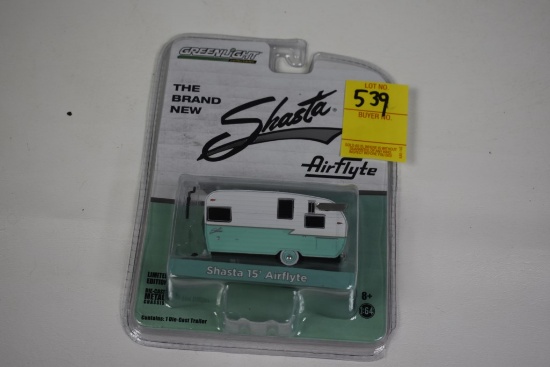 GREENLIGHT
THE
BRAND
NEW
Shasta
Airflyte
LOT NO.
539
BUYER NO.
Shasta 15' Airflyte
LIMITED
EDITION
DIE-CAST
METAL
Contains: 1 Die-Cast Trailer
8+
1:64